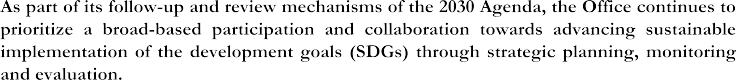 As part of its follow-up and review mechanisms of the 2030 Agenda, the Office continues to
prioritize a broad-based participation and collaboration towards advancing sustainable
implementation of the development goals (SDGs) through strategic planning, monitoring
and evaluation.